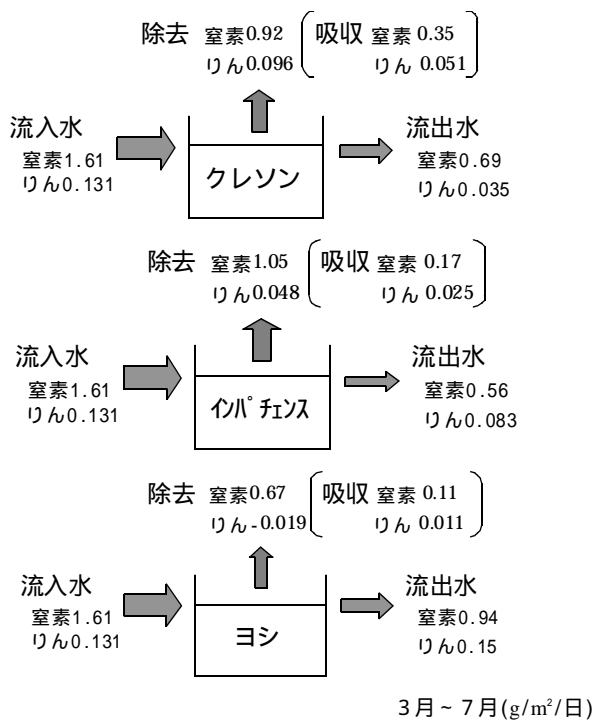 除去 窒素0.92 吸収 窒素 0.35
りん0.096 りん 0.051
流入水
窒素1.61
りん0.131
クレソン
流出水
窒素0.69
りん0.035
除去 窒素1.05 吸収 窒素 0.17
りん0.048 りん 0.025
流入水
窒素1.61
りん0.131
インパチェンス
流出水
窒素0.56
りん0.083
除去 窒素0.67 吸収 窒素 0.11
りん-0.019 りん 0.011
流入水
窒素1.61
りん0.131
ヨシ
流出水
窒素0.94
りん0.15
3月~7月(g/m²/日)